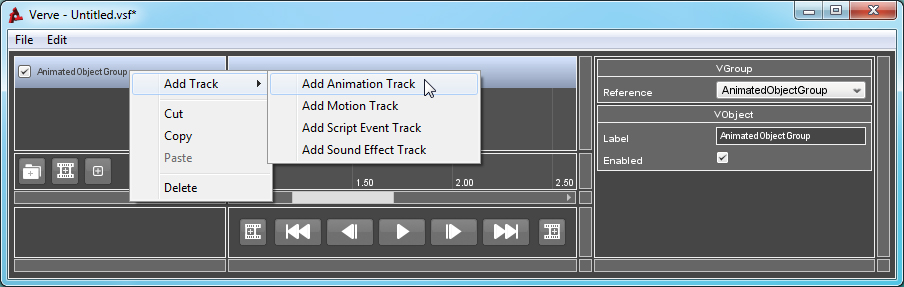 Verve - Untitled.vsf*
File Edit
AnimatedObjectGroup
Add Track
Cut
Copy
Paste
Delete
Add Animation Track
Add Motion Track
Add Script Event Track
Add Sound Effect Track
1.50 2.00 2.50
VGroup
Reference AnimatedObjectGroup
VObject
Label AnimatedObjectGroup
Enabled